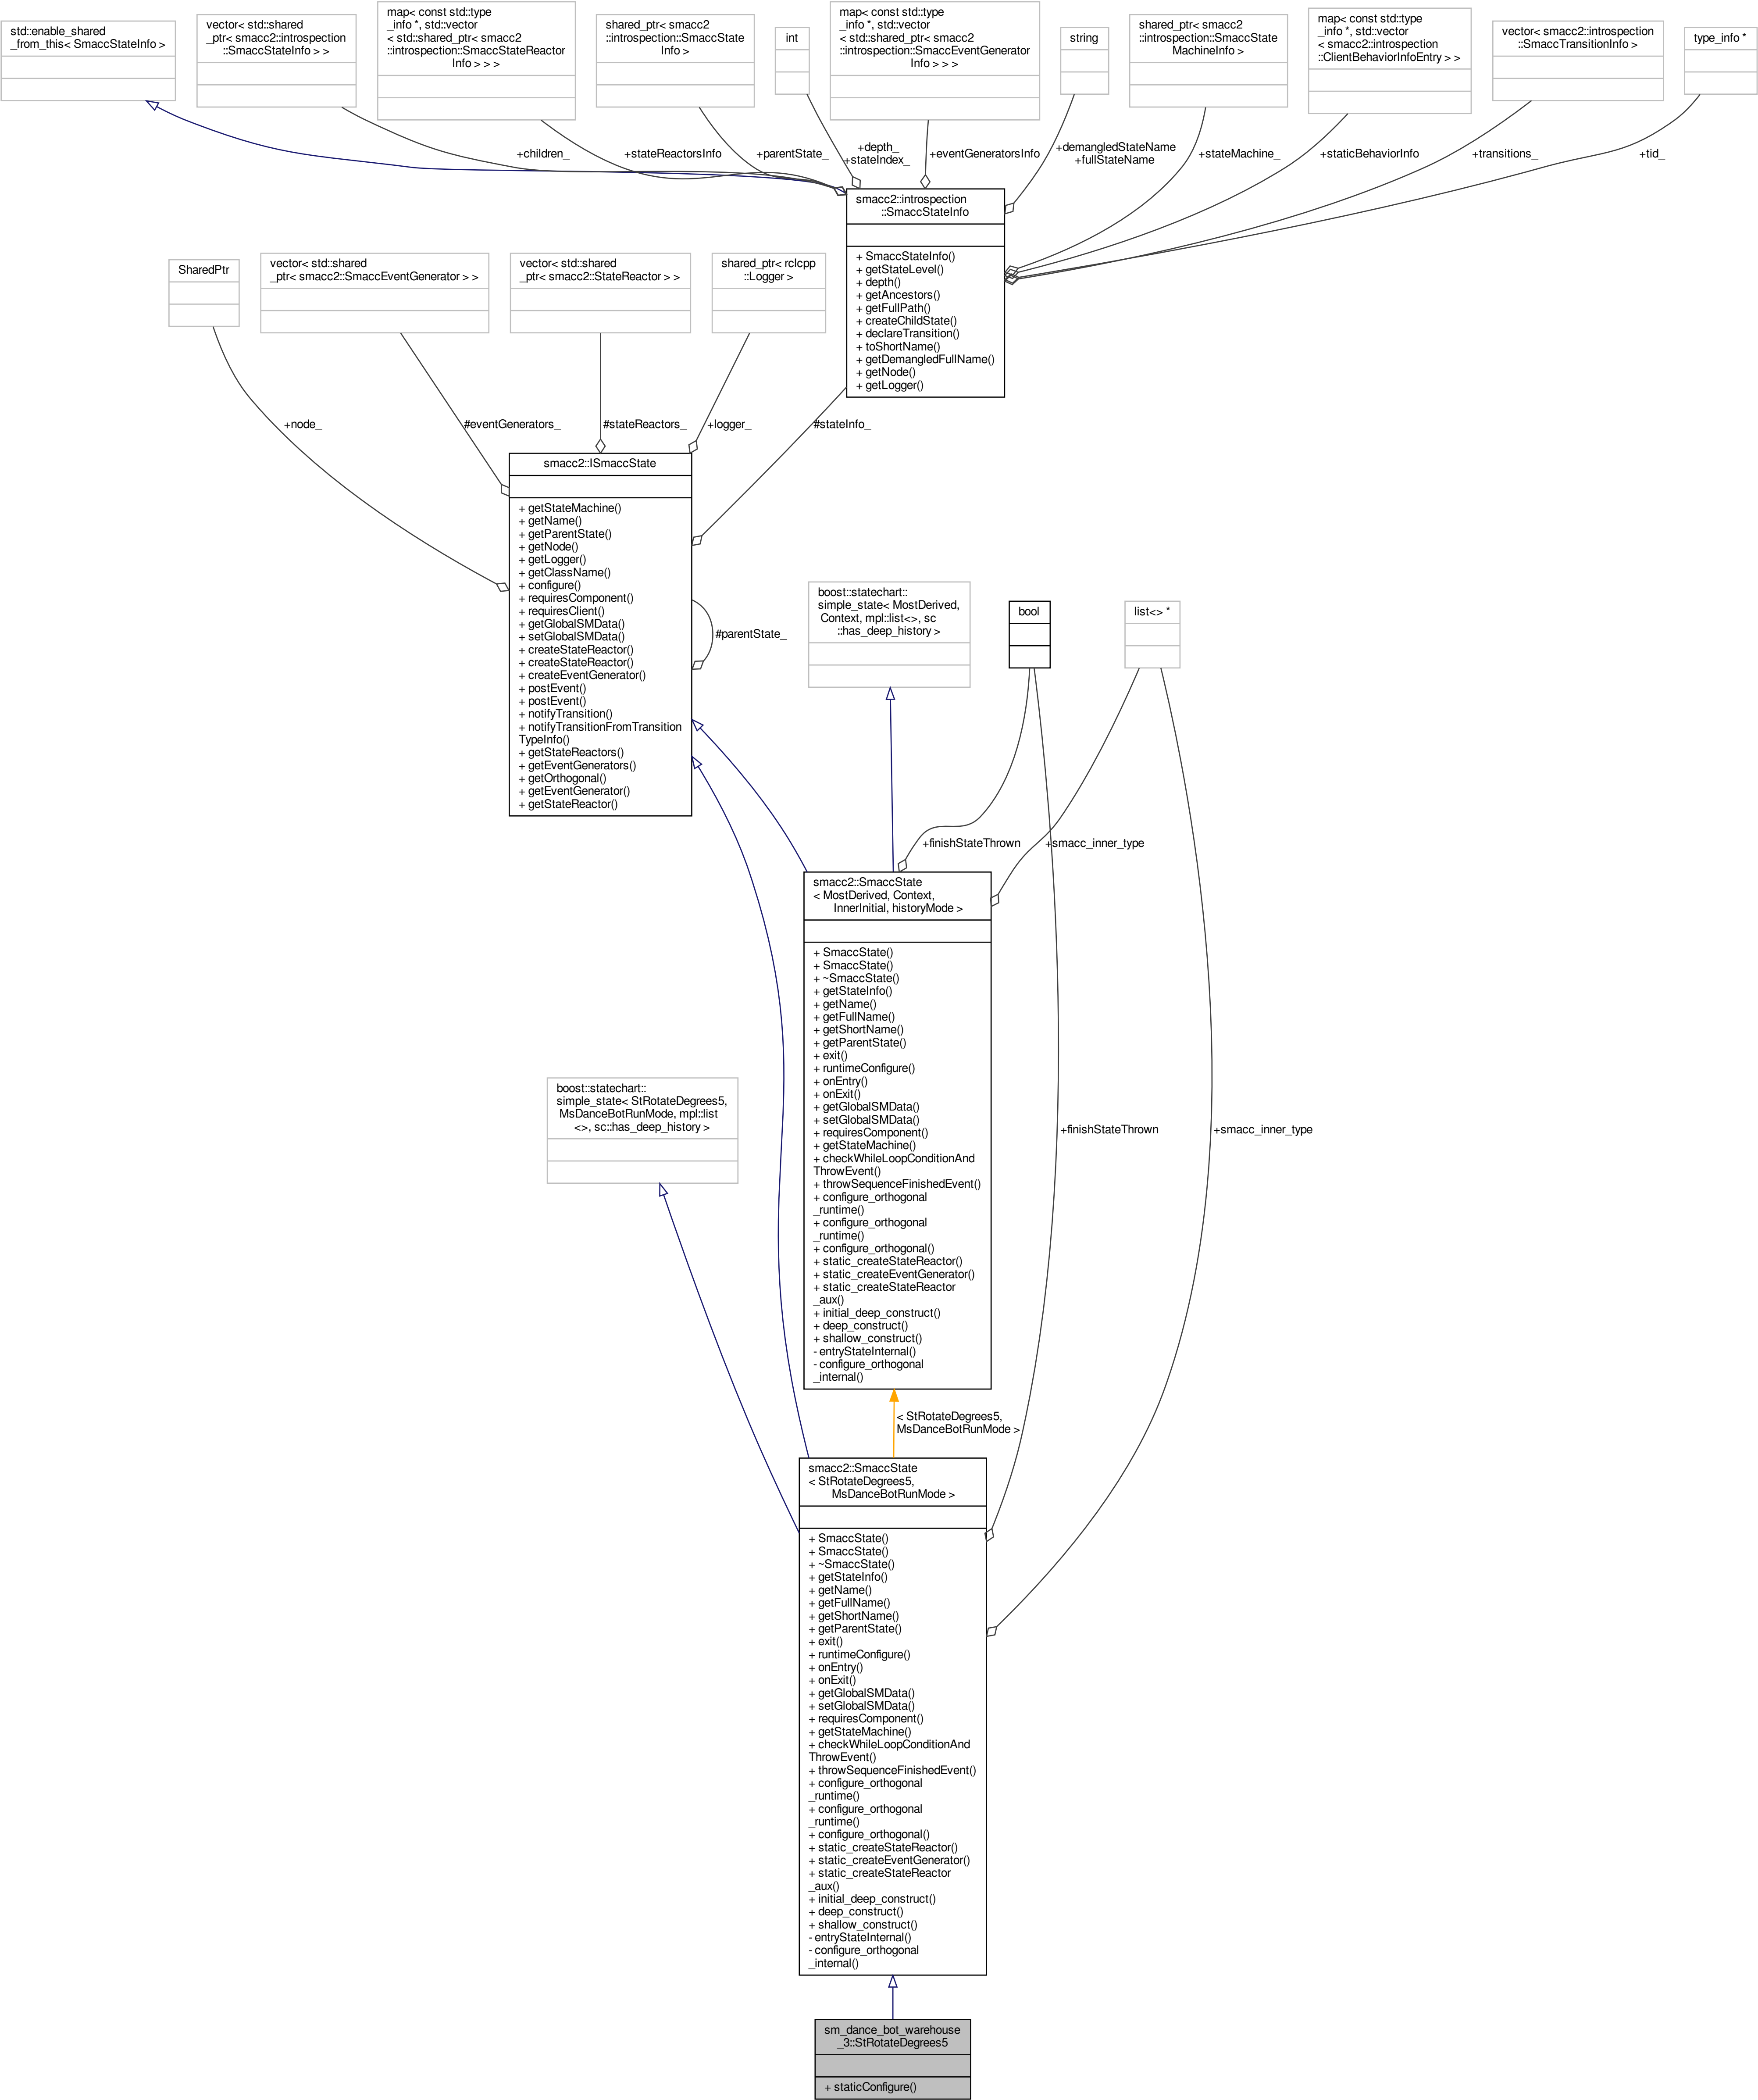 std::enable_shared
_from_this< SmaccStateInfo >
vector< std::shared
_ptr< smacc2::introspection
::SmaccStateInfo > >
map< const std::type
_info *, std::vector
< std::shared_ptr< smacc2
::introspection::SmaccStateReactor
Info > > >
shared_ptr< smacc2
::introspection::SmaccState
Info >
int
map< const std::type
_info *, std::vector
< std::shared_ptr< smacc2
::introspection::SmaccEventGenerator
Info > > >
string
shared_ptr< smacc2
::introspection::SmaccState
MachineInfo >
map< const std::type
_info *, std::vector
< smacc2::introspection
::ClientBehaviorInfoEntry > >
vector< smacc2::introspection
::SmaccTransitionInfo >
type_info *
+children_
+stateReactorsInfo
+parentState_
+depth_
+stateIndex_
+eventGeneratorsInfo
+demangledStateName
+fullStateName
+stateMachine_
+staticBehaviorInfo
+transitions_
+tid_
smacc2::introspection
::SmaccStateInfo
+ SmaccStateInfo()
+ getStateLevel()
+ depth()
+ getAncestors()
+ getFullPath()
+ createChildState()
+ declareTransition()
+ toShortName()
+ getDemangledFullName()
+ getNode()
+ getLogger()
SharedPtr
vector< std::shared
_ptr< smacc2::SmaccEventGenerator > >
vector< std::shared
_ptr< smacc2::StateReactor > >
shared_ptr< rclcpp
::Logger >
+node_
#eventGenerators_
#stateReactors_
+logger_
#stateInfo_
smacc2::ISmaccState
+ getStateMachine()
+ getName()
+ getParentState()
+ getNode()
+ getLogger()
+ getClassName()
+ configure()
+ requiresComponent()
+ requiresClient()
+ getGlobalSMData()
+ setGlobalSMData()
+ createStateReactor()
+ createStateReactor()
+ createEventGenerator()
+ postEvent()
+ postEvent()
+ notifyTransition()
+ notifyTransitionFromTransition
TypeInfo()
+ getStateReactors()
+ getEventGenerators()
+ getOrthogonal()
+ getEventGenerator()
+ getStateReactor()
#parentState_
boost::statechart::
simple_state< MostDerived,
Context, mpl::list<>, sc
::has_deep_history >
bool
list<> *
+finishStateThrown
+smacc_inner_type
smacc2::SmaccState
< MostDerived, Context,
InnerInitial, historyMode >
+ SmaccState()
+ SmaccState()
+ ~SmaccState()
+ getStateInfo()
+ getName()
+ getFullName()
+ getShortName()
+ getParentState()
+ exit()
+ runtimeConfigure()
+ onEntry()
+ onExit()
+ getGlobalSMData()
+ setGlobalSMData()
+ requiresComponent()
+ getStateMachine()
+ checkWhileLoopConditionAnd
ThrowEvent()
+ throwSequenceFinishedEvent()
+ configure_orthogonal
_runtime()
+ configure_orthogonal
_runtime()
+ configure_orthogonal()
+ static_createStateReactor()
+ static_createEventGenerator()
+ static_createStateReactor
_aux()
+ initial_deep_construct()
+ deep_construct()
+ shallow_construct()
- entryStateInternal()
- configure_orthogonal
_internal()
boost::statechart::
simple_state< StRotateDegrees5,
MsDanceBotRunMode, mpl::list
<>, sc::has_deep_history >
+finishStateThrown
+smacc_inner_type
< StRotateDegrees5,
MsDanceBotRunMode >
smacc2::SmaccState
< StRotateDegrees5,
MsDanceBotRunMode >
+ SmaccState()
+ SmaccState()
+ ~SmaccState()
+ getStateInfo()
+ getName()
+ getFullName()
+ getShortName()
+ getParentState()
+ exit()
+ runtimeConfigure()
+ onEntry()
+ onExit()
+ getGlobalSMData()
+ setGlobalSMData()
+ requiresComponent()
+ getStateMachine()
+ checkWhileLoopConditionAnd
ThrowEvent()
+ throwSequenceFinishedEvent()
+ configure_orthogonal
_runtime()
+ configure_orthogonal
_runtime()
+ configure_orthogonal()
+ static_createStateReactor()
+ static_createEventGenerator()
+ static_createStateReactor
_aux()
+ initial_deep_construct()
+ deep_construct()
+ shallow_construct()
- entryStateInternal()
- configure_orthogonal
_internal()
sm_dance_bot_warehouse
_3::StRotateDegrees5
+ staticConfigure()